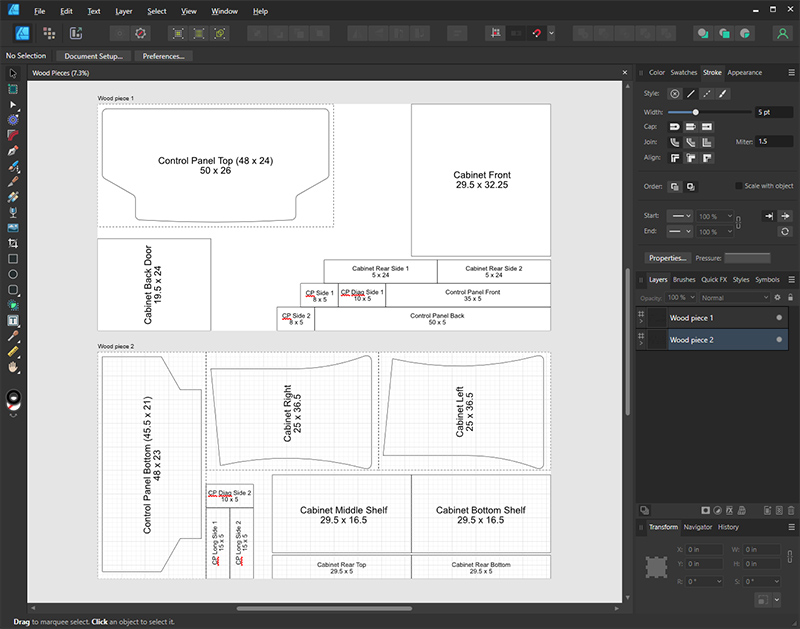 File Edit Text Layer Select View Window Help
No Selection Document Setup... Preferences...
Wood Pieces (7.3%)
Wood piece 1
Control Panel Top (48 x 24)
50 x 26
Cabinet Front
29.5 x 32.25
Cabinet Back Door
19.5 x 24
Cabinet Rear Side 1
5 x 24
Cabinet Rear Side 2
5 x 24
CP Side 1
8 x 5
CP Diag Side 1
10 x 5
Control Panel Front
35 x 5
CP Side 2
8 x 5
Control Panel Back
50 x 5
Wood piece 2
Control Panel Bottom (45.5 x 21)
48 x 23
Cabinet Right
25 x 36.5
Cabinet Left
25 x 36.5
CP Diag Side 2
10 x 5
CP Long Side 1
15 x 5
CP Long Side 2
15 x 5
Cabinet Middle Shelf
29.5 x 16.5
Cabinet Bottom Shelf
29.5 x 16.5
Cabinet Rear Top
29.5 x 5
Cabinet Rear Bottom
29.5 x 5
Color Swatches Stroke Appearance
Style:
Width: 5 pt
Cap:
Join: Miter: 1.5
Align:
Order: Scale with object
Start: 100 %
End: 100 %
Properties... Pressure:
Layers Brushes Quick FX Styles Symbols
Opacity: 100 % Normal
Wood piece 1
Wood piece 2
Transform Navigator History
X: 0 in W: 0 in
Y: 0 in H: 0 in
R: 0 ° S: 0 °
Drag to marquee select. Click an object to select it.